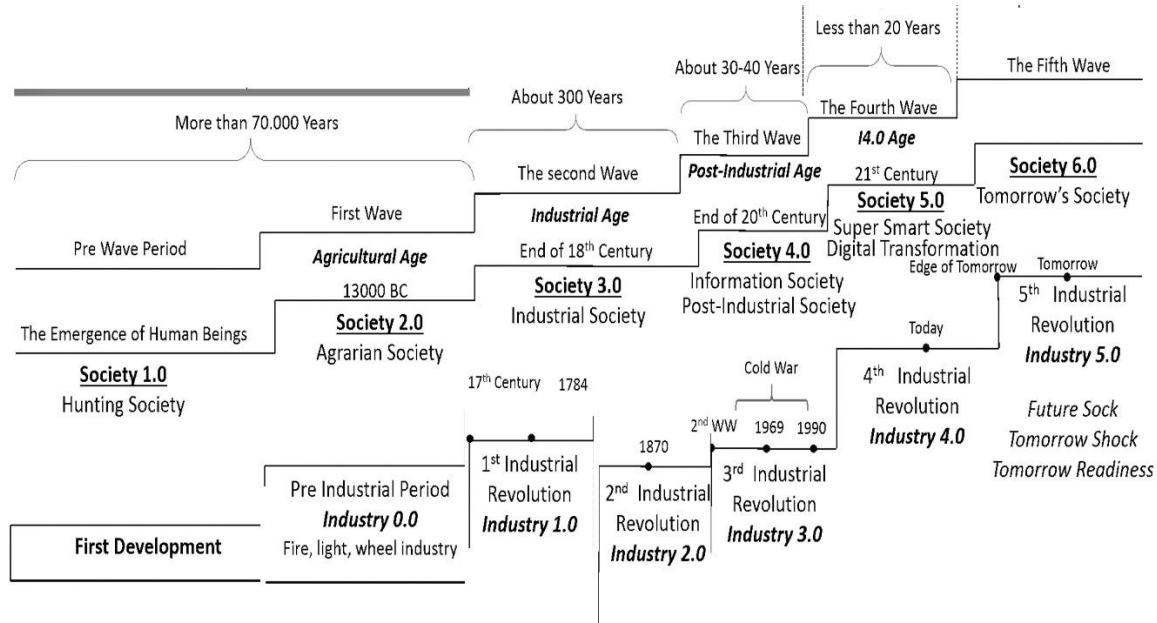 Less than 20 Years
About 30-40 Years
About 300 Years
More than 70.000 Years
The Fifth Wave
The Fourth Wave
I4.0 Age
The Third Wave
Post-Industrial Age
The second Wave
Industrial Age
First Wave
Agricultural Age
Pre Wave Period
Society 6.0
Tomorrow's Society
21st Century
Society 5.0
Super Smart Society
Digital Transformation
End of 20th Century
Society 4.0
Information Society
Post-Industrial Society
End of 18th Century
Society 3.0
Industrial Society
13000 BC
Society 2.0
Agrarian Society
The Emergence of Human Beings
Society 1.0
Hunting Society
Edge of Tomorrow
Tomorrow
5th Industrial
Revolution
Industry 5.0
Future Sock
Tomorrow Shock
Tomorrow Readiness
Today
4th Industrial
Revolution
Industry 4.0
Cold War
2nd WW
1969
1990
3rd Industrial
Revolution
Industry 3.0
1870
2nd Industrial
Revolution
Industry 2.0
17th Century
1784
1st Industrial
Revolution
Industry 1.0
Pre Industrial Period
Industry 0.0
Fire, light, wheel industry
First Development